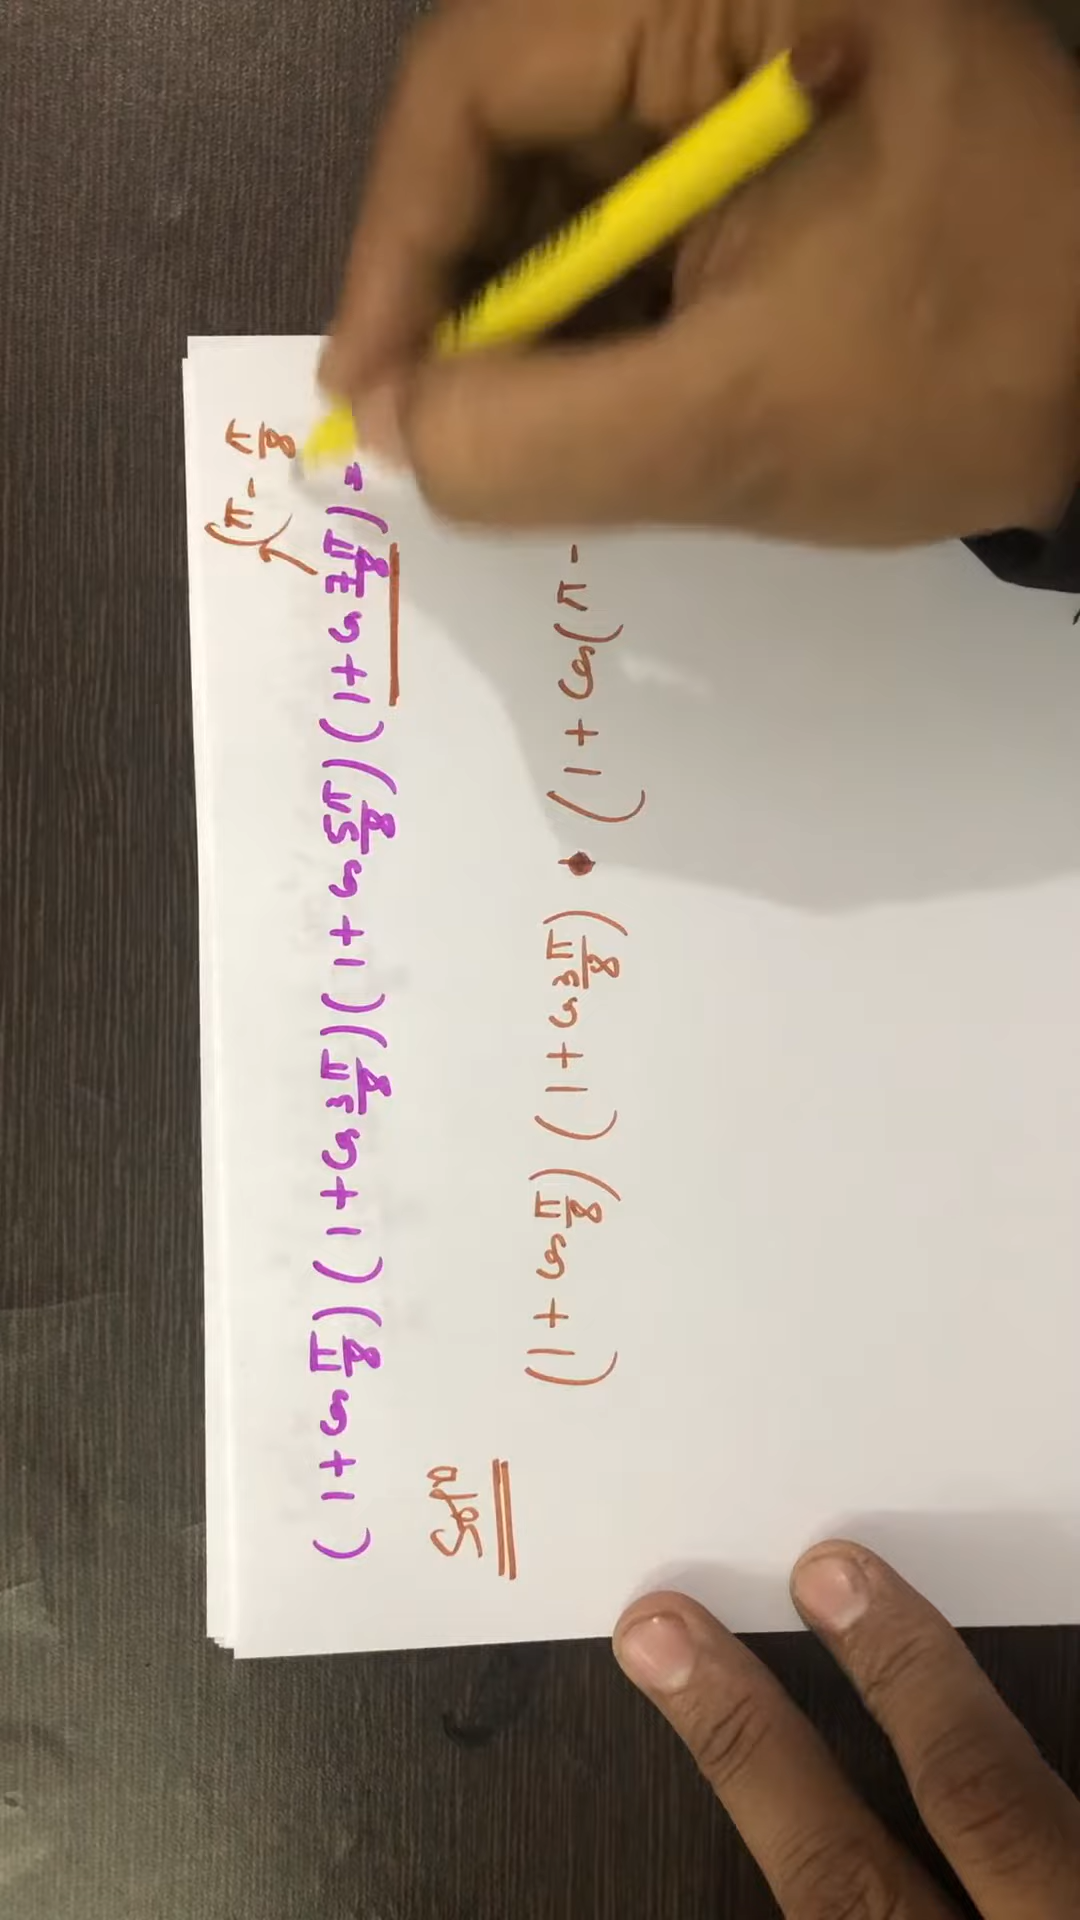 (1 + cos π/8)(1 + cos 3π/8)(1 + cos 5π/8)(1 + cos 7π/8) =
(π - π/8)
Soln
(1 + cos π/8)(1 + cos 3π/8) • (1 + cos(π -